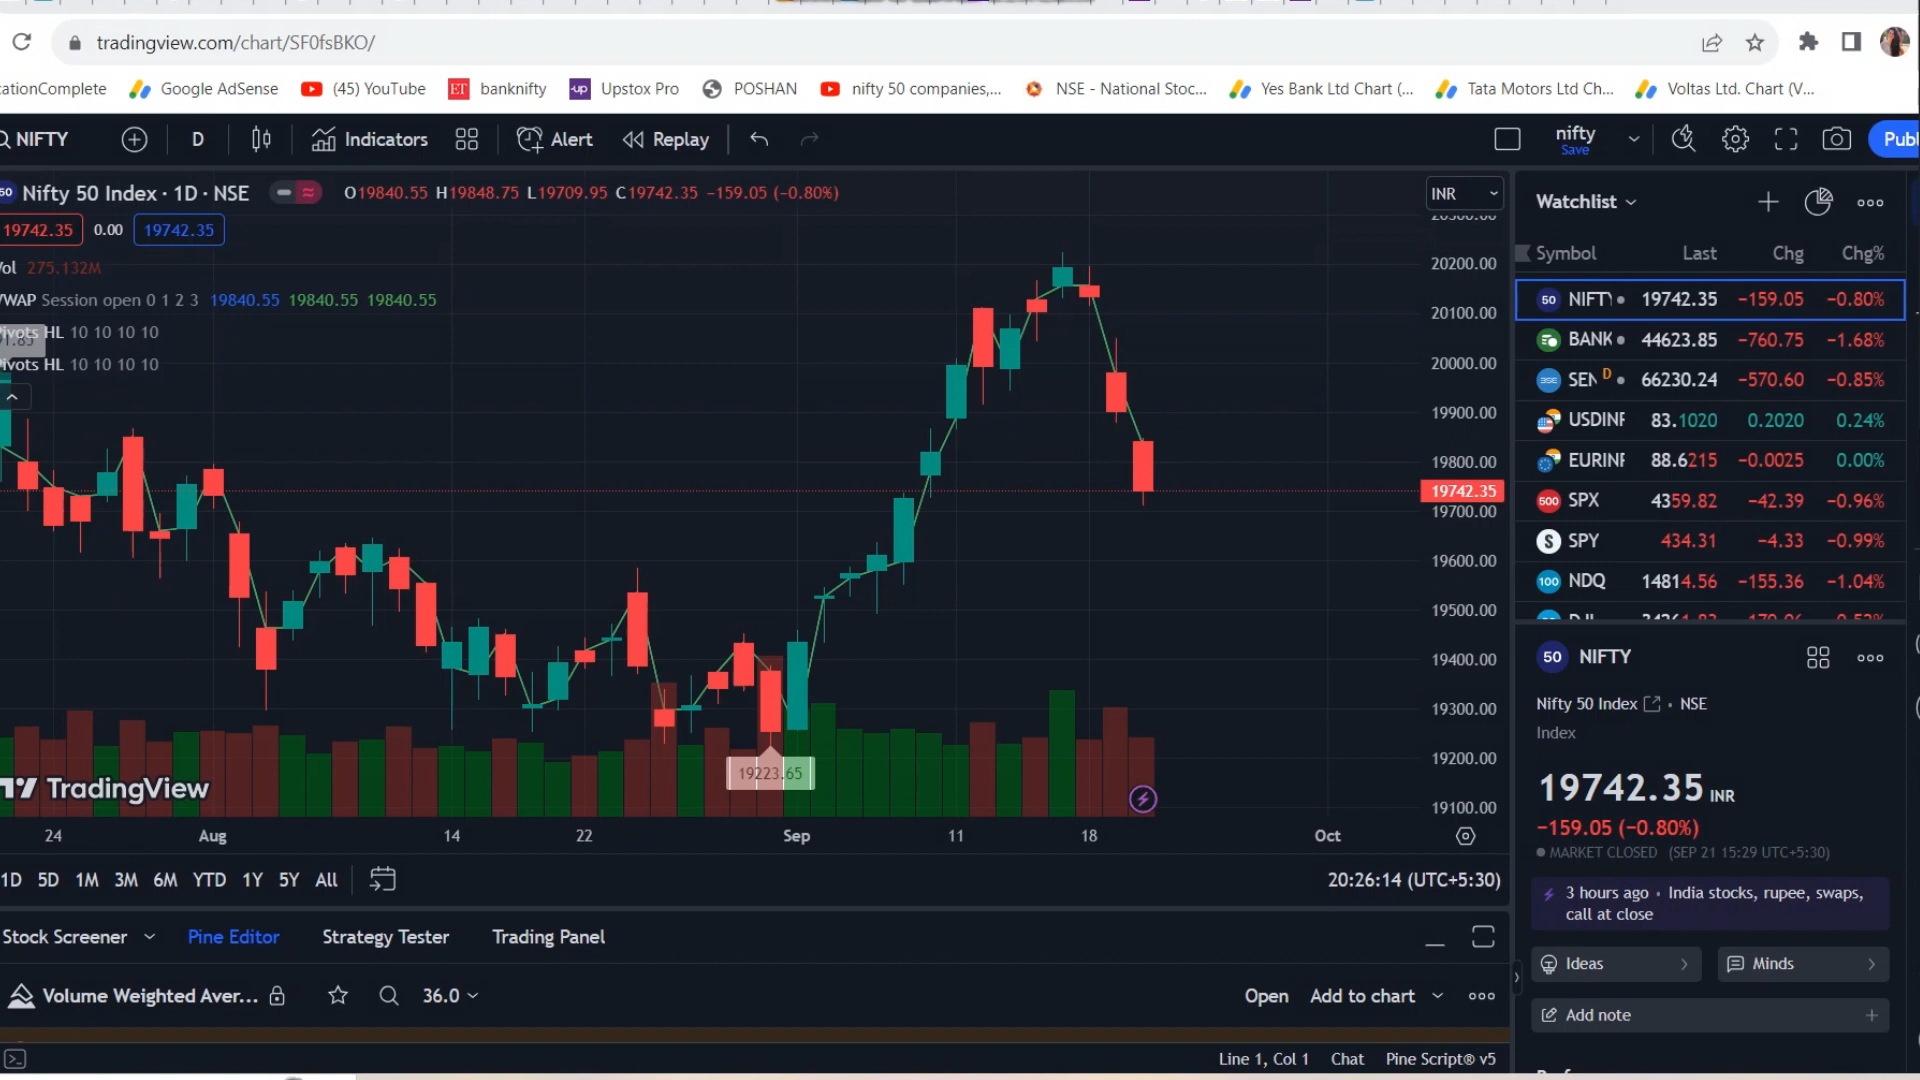 tradingview.com/chart/SF0fsBKO/
cationComplete Google AdSense (45) YouTube ET banknifty up Upstox Pro POSHAN nifty 50 companies,... NSE - National Stoc... Yes Bank Ltd Chart (... Tata Motors Ltd Ch... Voltas Ltd. Chart (V...
NIFTY D Indicators Alert Replay nifty Save Publ
50 Nifty 50 Index · 1D · NSE O19840.55 H19848.75 L19709.95 C19742.35 −159.05 (−0.80%)
INR
19742.35 0.00 19742.35
Vol 275.132M
VWAP Session open 0 1 2 3 19840.55 19840.55 19840.55
Pivots HL 10 10 10 10
Pivots HL 10 10 10 10
20300.00
20200.00
20100.00
20000.00
19900.00
19800.00
19742.35
19700.00
19600.00
19500.00
19400.00
19300.00
19200.00
19100.00
19223.65
TradingView
24 Aug 14 22 Sep 11 18 Oct
1D 5D 1M 3M 6M YTD 1Y 5Y All 20:26:14 (UTC+5:30)
Stock Screener Pine Editor Strategy Tester Trading Panel
Volume Weighted Aver... 36.0 Open Add to chart
Line 1, Col 1 Chat Pine Script® v5
Watchlist
Symbol Last Chg Chg%
50 NIFTY 19742.35 −159.05 −0.80%
BANK 44623.85 −760.75 −1.68%
BSE SEN D 66230.24 −570.60 −0.85%
USDINR 83.1020 0.2020 0.24%
EURINR 88.6215 −0.0025 0.00%
500 SPX 4359.82 −42.39 −0.96%
S SPY 434.31 −4.33 −0.99%
100 NDQ 14814.56 −155.36 −1.04%
50 NIFTY
Nifty 50 Index · NSE
Index
19742.35 INR
−159.05 (−0.80%)
MARKET CLOSED (SEP 21 15:29 UTC+5:30)
3 hours ago · India stocks, rupee, swaps,
call at close
Ideas Minds
Add note